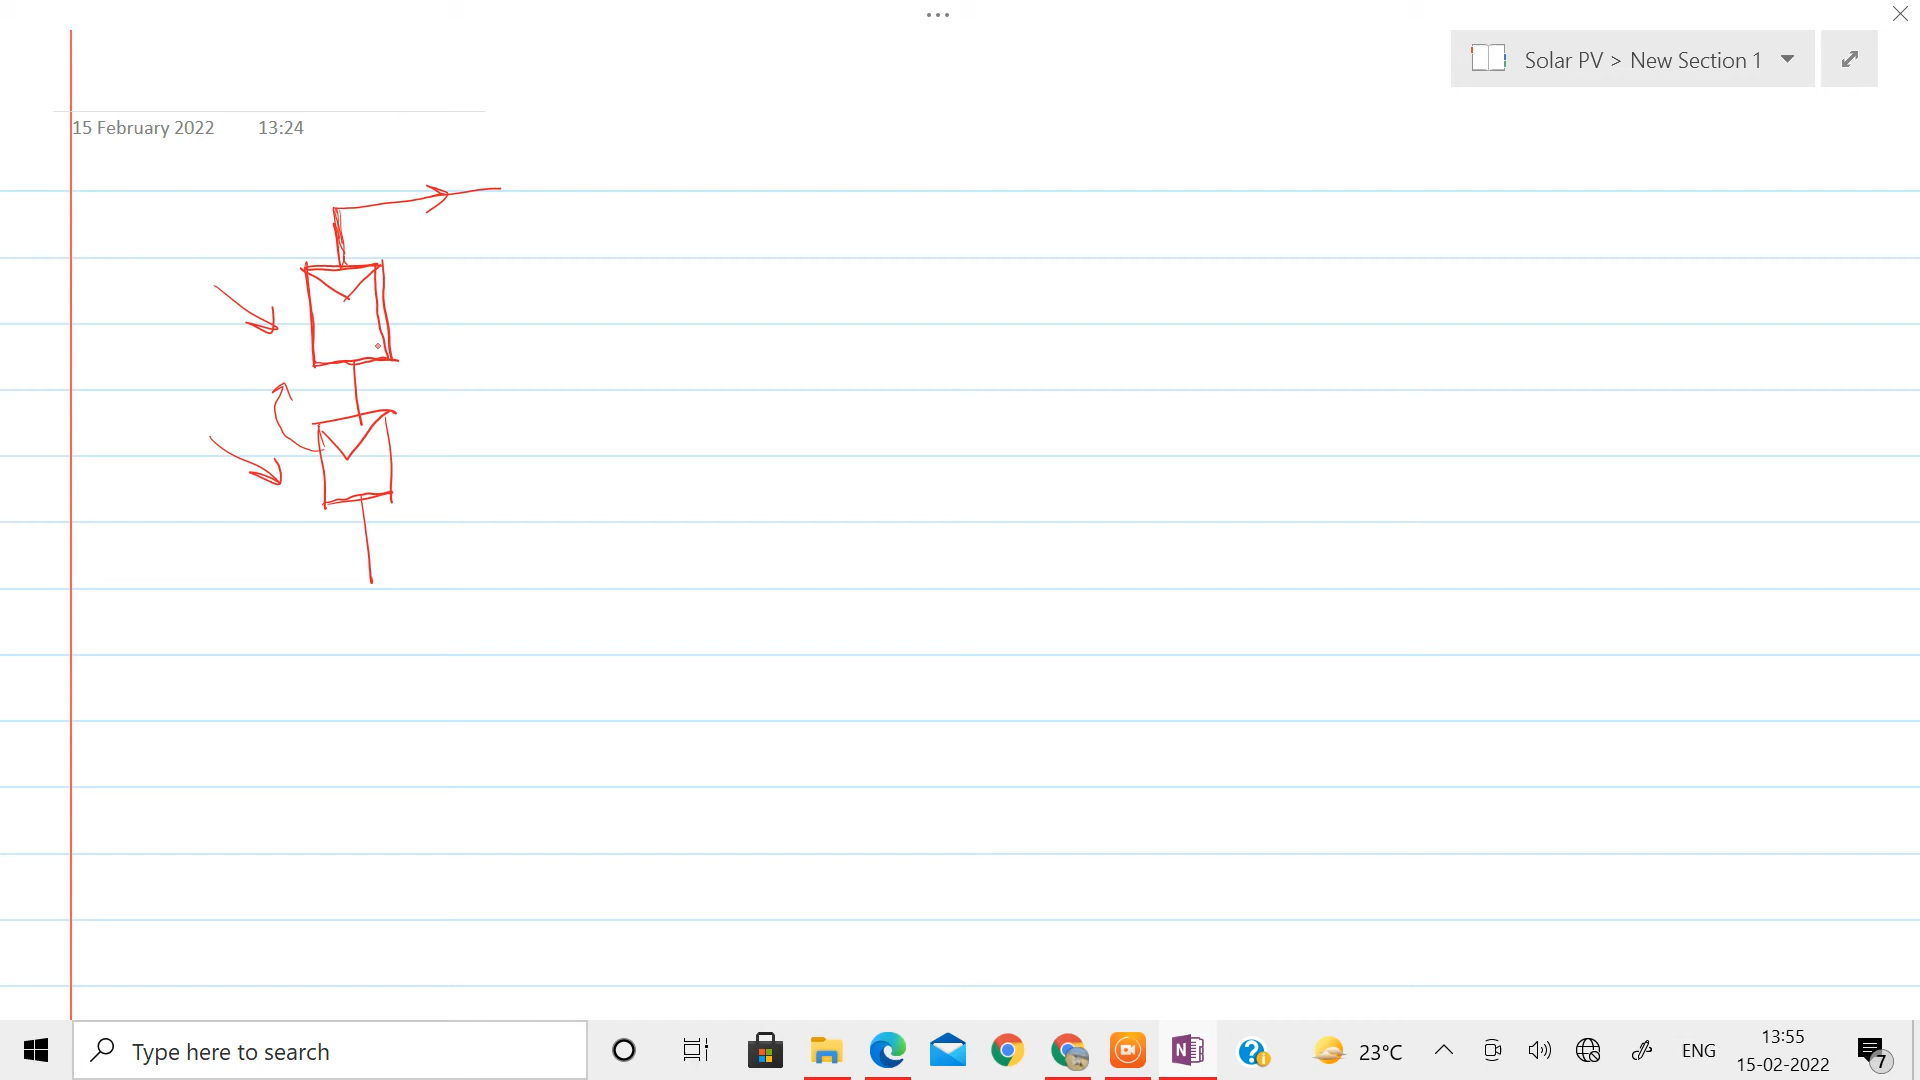 Solar PV > New Section 1
15 February 2022 13:24
Type here to search
23°C
ENG
13:55
15-02-2022
7